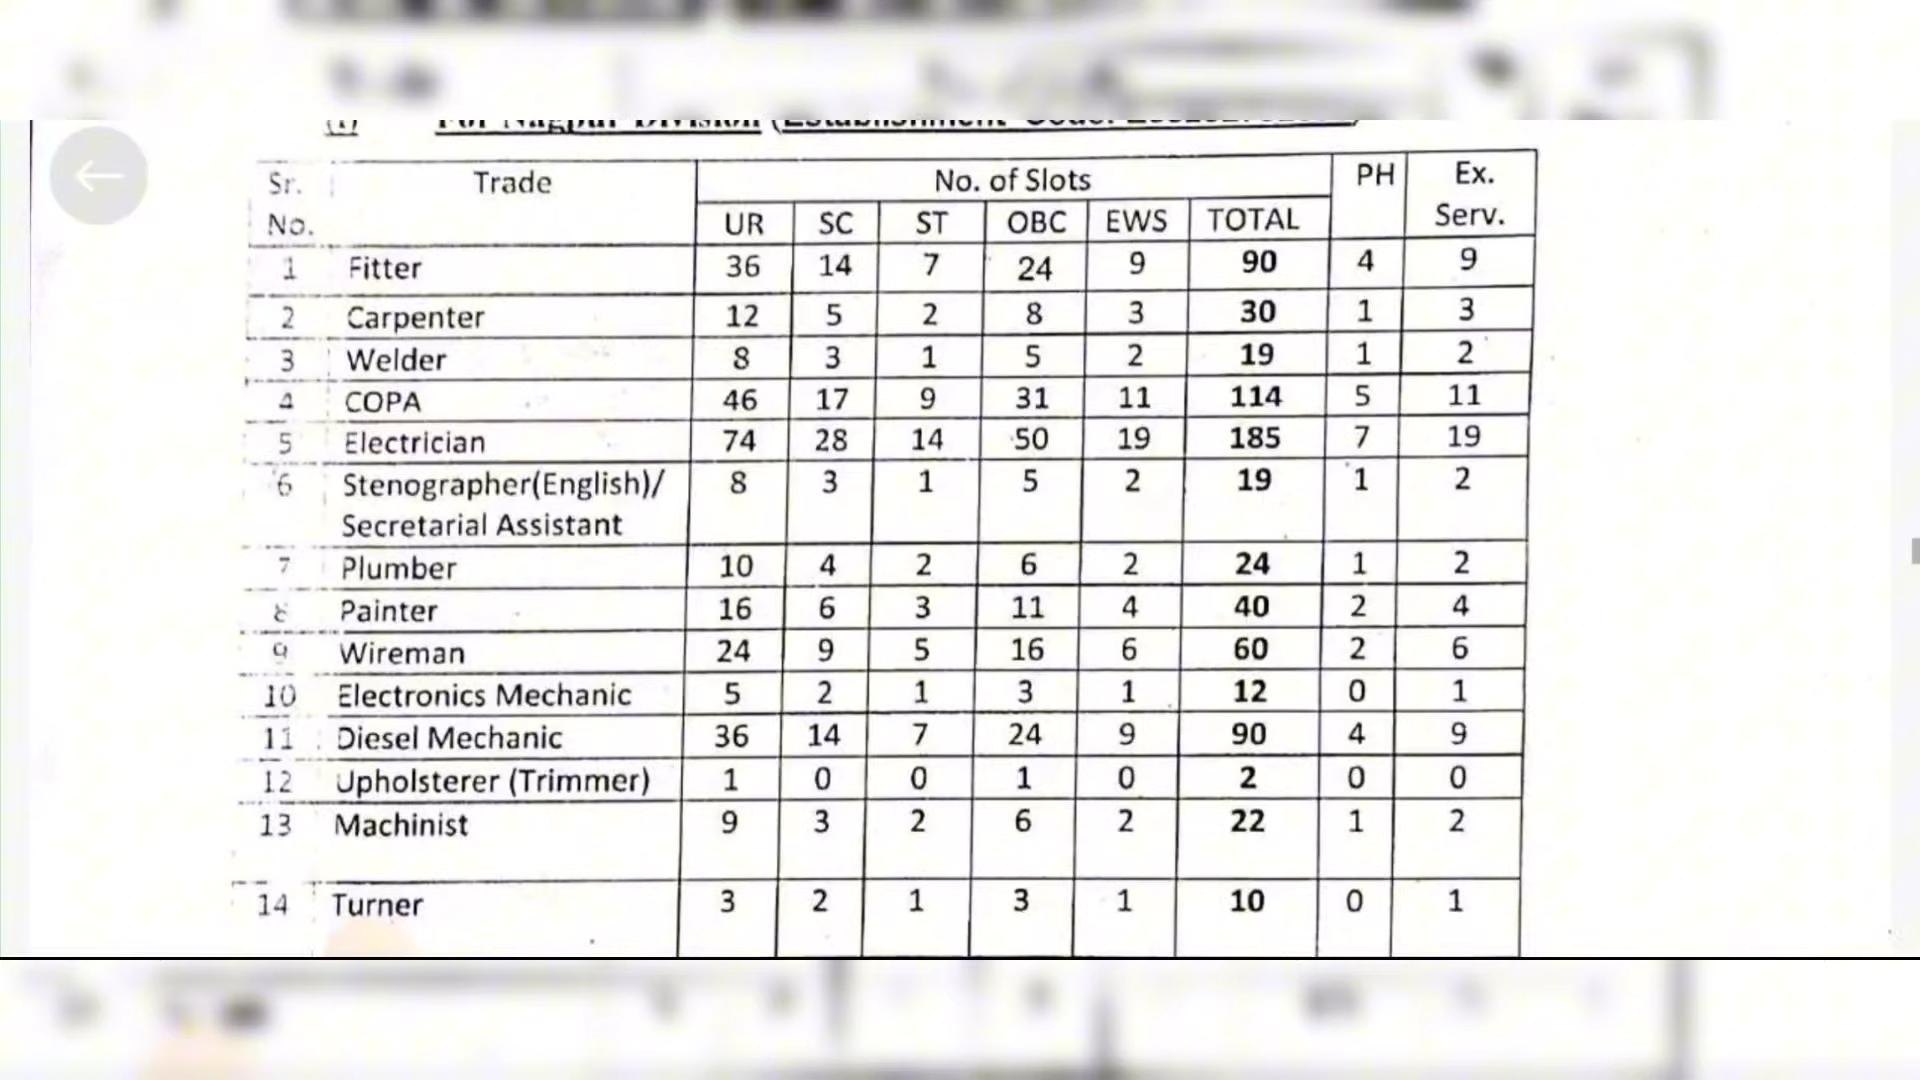 (i) For Nagpur Division (Establishment Code:
Sr. No. Trade No. of Slots PH Ex. Serv.
UR SC ST OBC EWS TOTAL
1 Fitter 36 14 7 24 9 90 4 9
2 Carpenter 12 5 2 8 3 30 1 3
3 Welder 8 3 1 5 2 19 1 2
4 COPA 46 17 9 31 11 114 5 11
5 Electrician 74 28 14 50 19 185 7 19
6 Stenographer(English)/ 8 3 1 5 2 19 1 2
Secretarial Assistant
7 Plumber 10 4 2 6 2 24 1 2
8 Painter 16 6 3 11 4 40 2 4
9 Wireman 24 9 5 16 6 60 2 6
10 Electronics Mechanic 5 2 1 3 1 12 0 1
11 Diesel Mechanic 36 14 7 24 9 90 4 9
12 Upholsterer (Trimmer) 1 0 0 1 0 2 0 0
13 Machinist 9 3 2 6 2 22 1 2
14 Turner 3 2 1 3 1 10 0 1